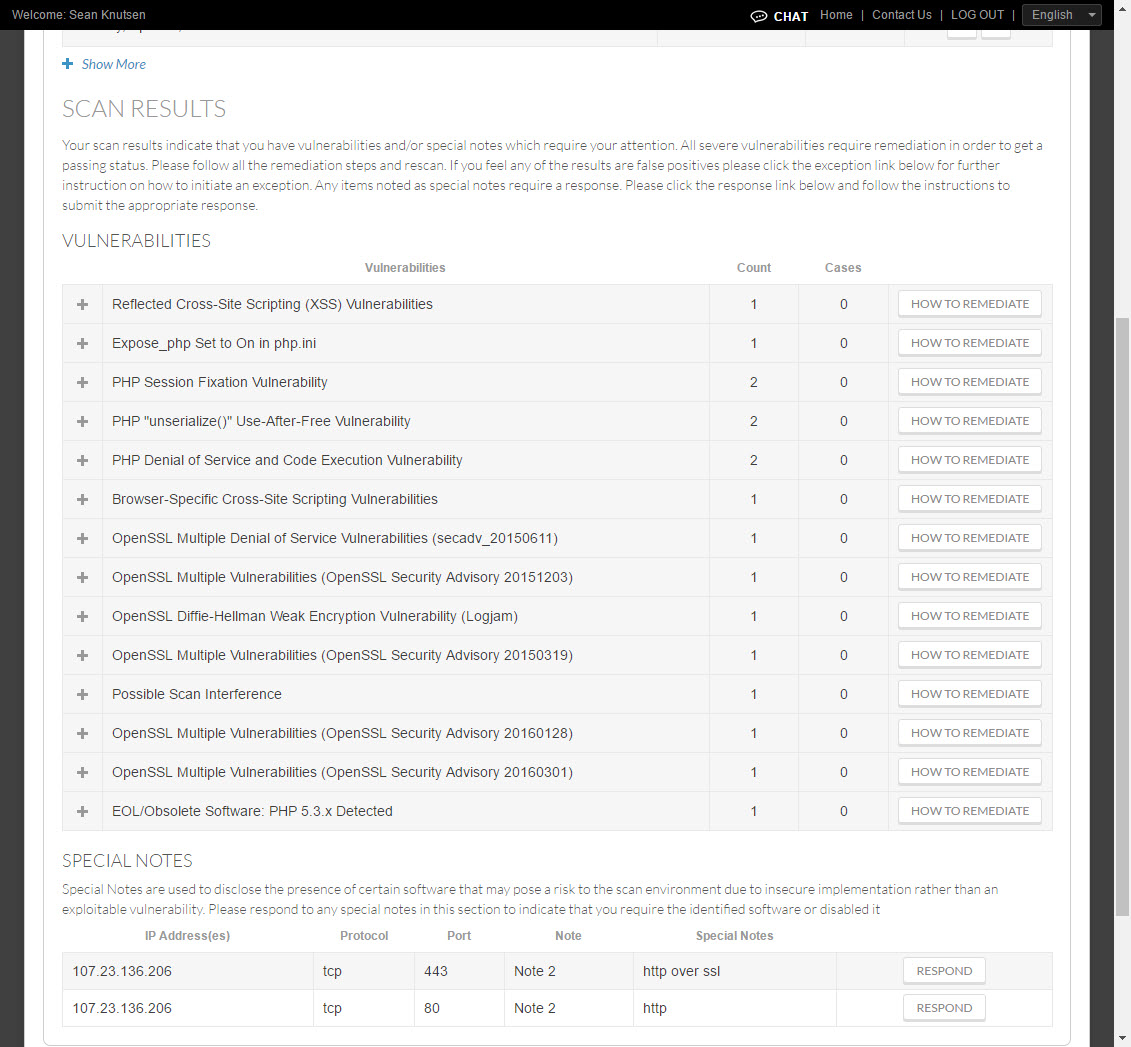 Welcome: Sean Knutsen
CHAT Home | Contact Us | LOG OUT | English
Show More
SCAN RESULTS
Your scan results indicate that you have vulnerabilities and/or special notes which require your attention. All severe vulnerabilities require remediation in order to get a
passing status. Please follow all the remediation steps and rescan. If you feel any of the results are false positives please click the exception link below for further
instruction on how to initiate an exception. Any items noted as special notes require a response. Please click the response link below and follow the instructions to
submit the appropriate response.
VULNERABILITIES
Vulnerabilities Count Cases
Reflected Cross-Site Scripting (XSS) Vulnerabilities 1 0 HOW TO REMEDIATE
Expose_php Set to On in php.ini 1 0 HOW TO REMEDIATE
PHP Session Fixation Vulnerability 2 0 HOW TO REMEDIATE
PHP "unserialize()" Use-After-Free Vulnerability 2 0 HOW TO REMEDIATE
PHP Denial of Service and Code Execution Vulnerability 2 0 HOW TO REMEDIATE
Browser-Specific Cross-Site Scripting Vulnerabilities 1 0 HOW TO REMEDIATE
OpenSSL Multiple Denial of Service Vulnerabilities (secadv_20150611) 1 0 HOW TO REMEDIATE
OpenSSL Multiple Vulnerabilities (OpenSSL Security Advisory 20151203) 1 0 HOW TO REMEDIATE
OpenSSL Diffie-Hellman Weak Encryption Vulnerability (Logjam) 1 0 HOW TO REMEDIATE
OpenSSL Multiple Vulnerabilities (OpenSSL Security Advisory 20150319) 1 0 HOW TO REMEDIATE
Possible Scan Interference 1 0 HOW TO REMEDIATE
OpenSSL Multiple Vulnerabilities (OpenSSL Security Advisory 20160128) 1 0 HOW TO REMEDIATE
OpenSSL Multiple Vulnerabilities (OpenSSL Security Advisory 20160301) 1 0 HOW TO REMEDIATE
EOL/Obsolete Software: PHP 5.3.x Detected 1 0 HOW TO REMEDIATE
SPECIAL NOTES
Special Notes are used to disclose the presence of certain software that may pose a risk to the scan environment due to insecure implementation rather than an
exploitable vulnerability. Please respond to any special notes in this section to indicate that you require the identified software or disabled it
IP Address(es) Protocol Port Note Special Notes
107.23.136.206 tcp 443 Note 2 http over ssl RESPOND
107.23.136.206 tcp 80 Note 2 http RESPOND